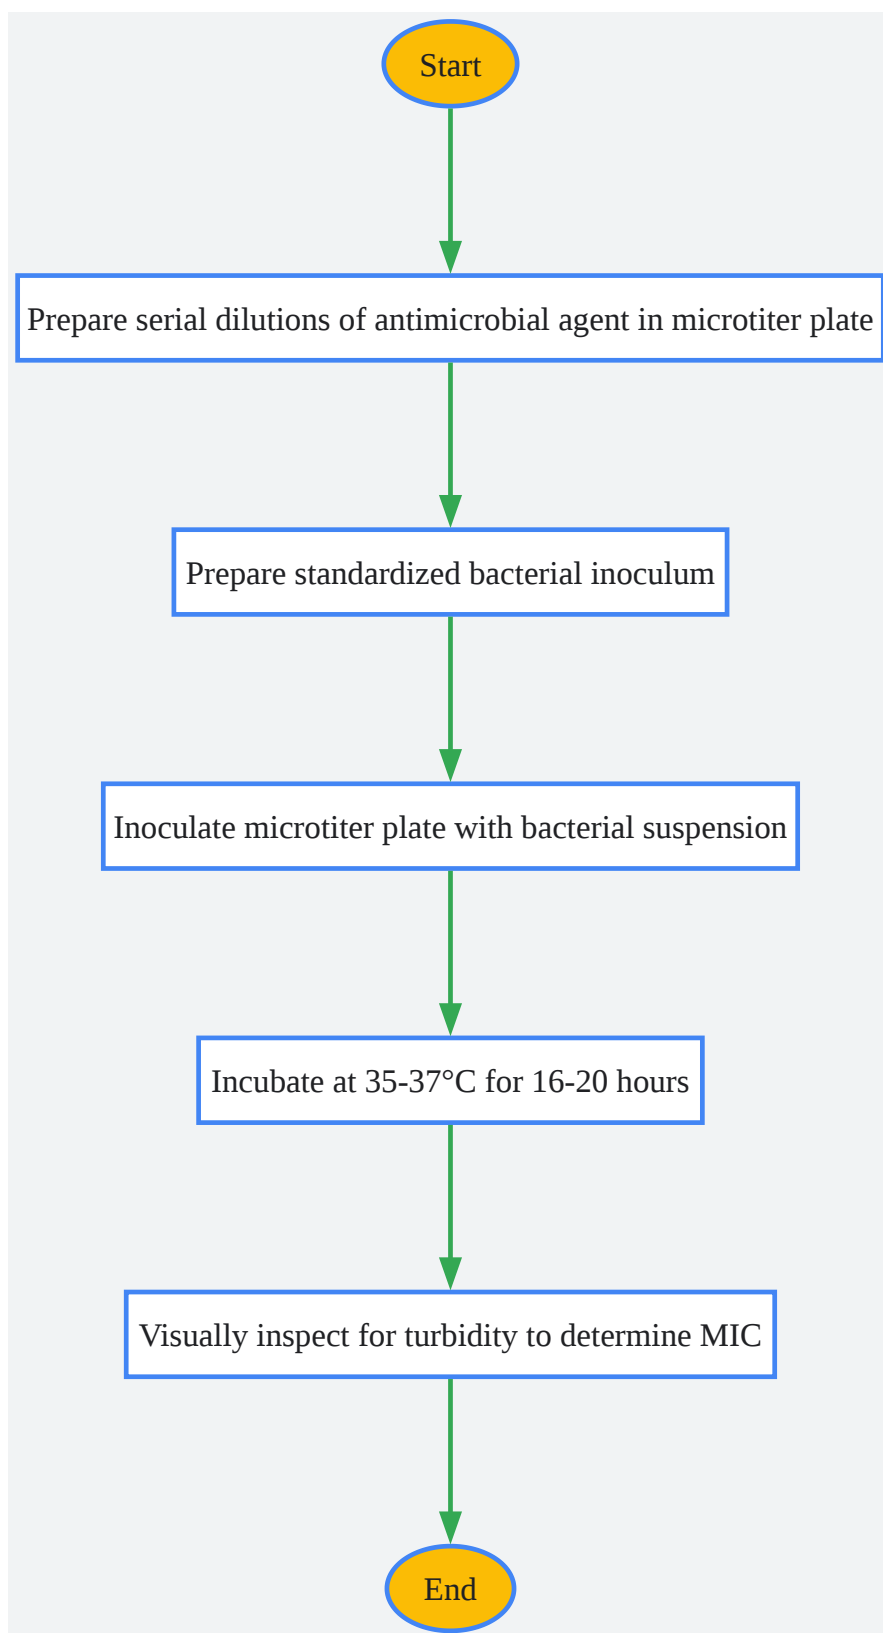 Start
Prepare serial dilutions of antimicrobial agent in microtiter plate
Prepare standardized bacterial inoculum
Inoculate microtiter plate with bacterial suspension
Incubate at 35-37°C for 16-20 hours
Visually inspect for turbidity to determine MIC
End